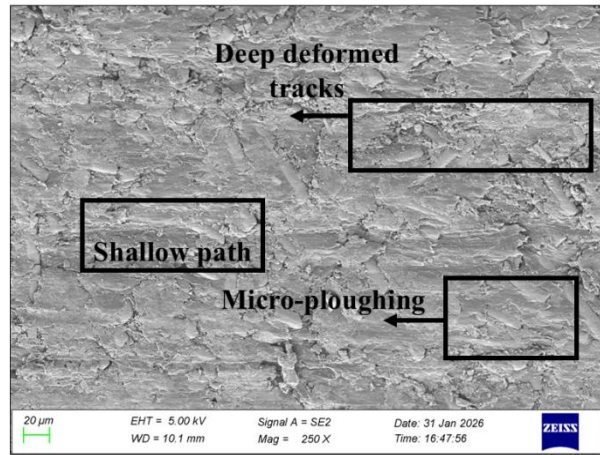 Deep deformed
tracks
Shallow path
Micro-ploughing
20 µm
EHT = 5.00 kV
Signal A = SE2
Date: 31 Jan 2026
WD = 10.1 mm
Mag = 250 X
Time: 16:47:56
ZEISS